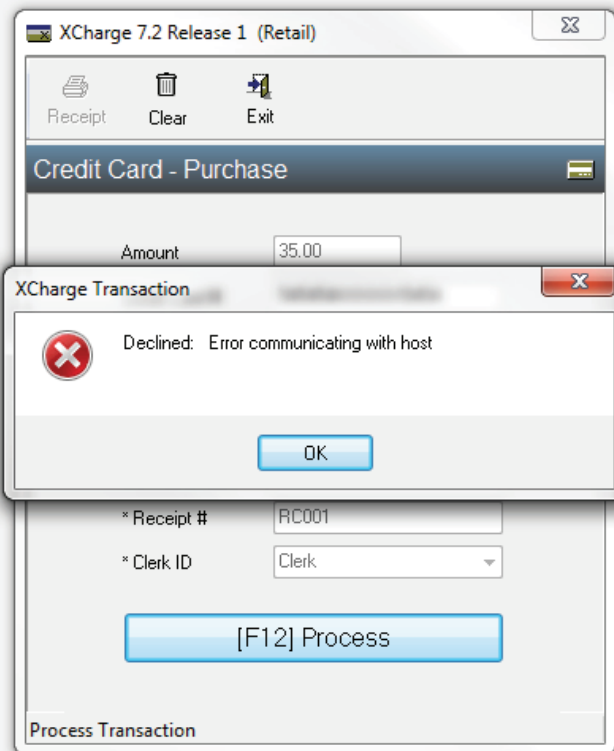 XCharge 7.2 Release 1 (Retail)
Receipt Clear Exit
Credit Card - Purchase
Amount 35.00
XCharge Transaction
Declined: Error communicating with host
OK
* Receipt # RC001
* Clerk ID Clerk
[F12] Process
Process Transaction